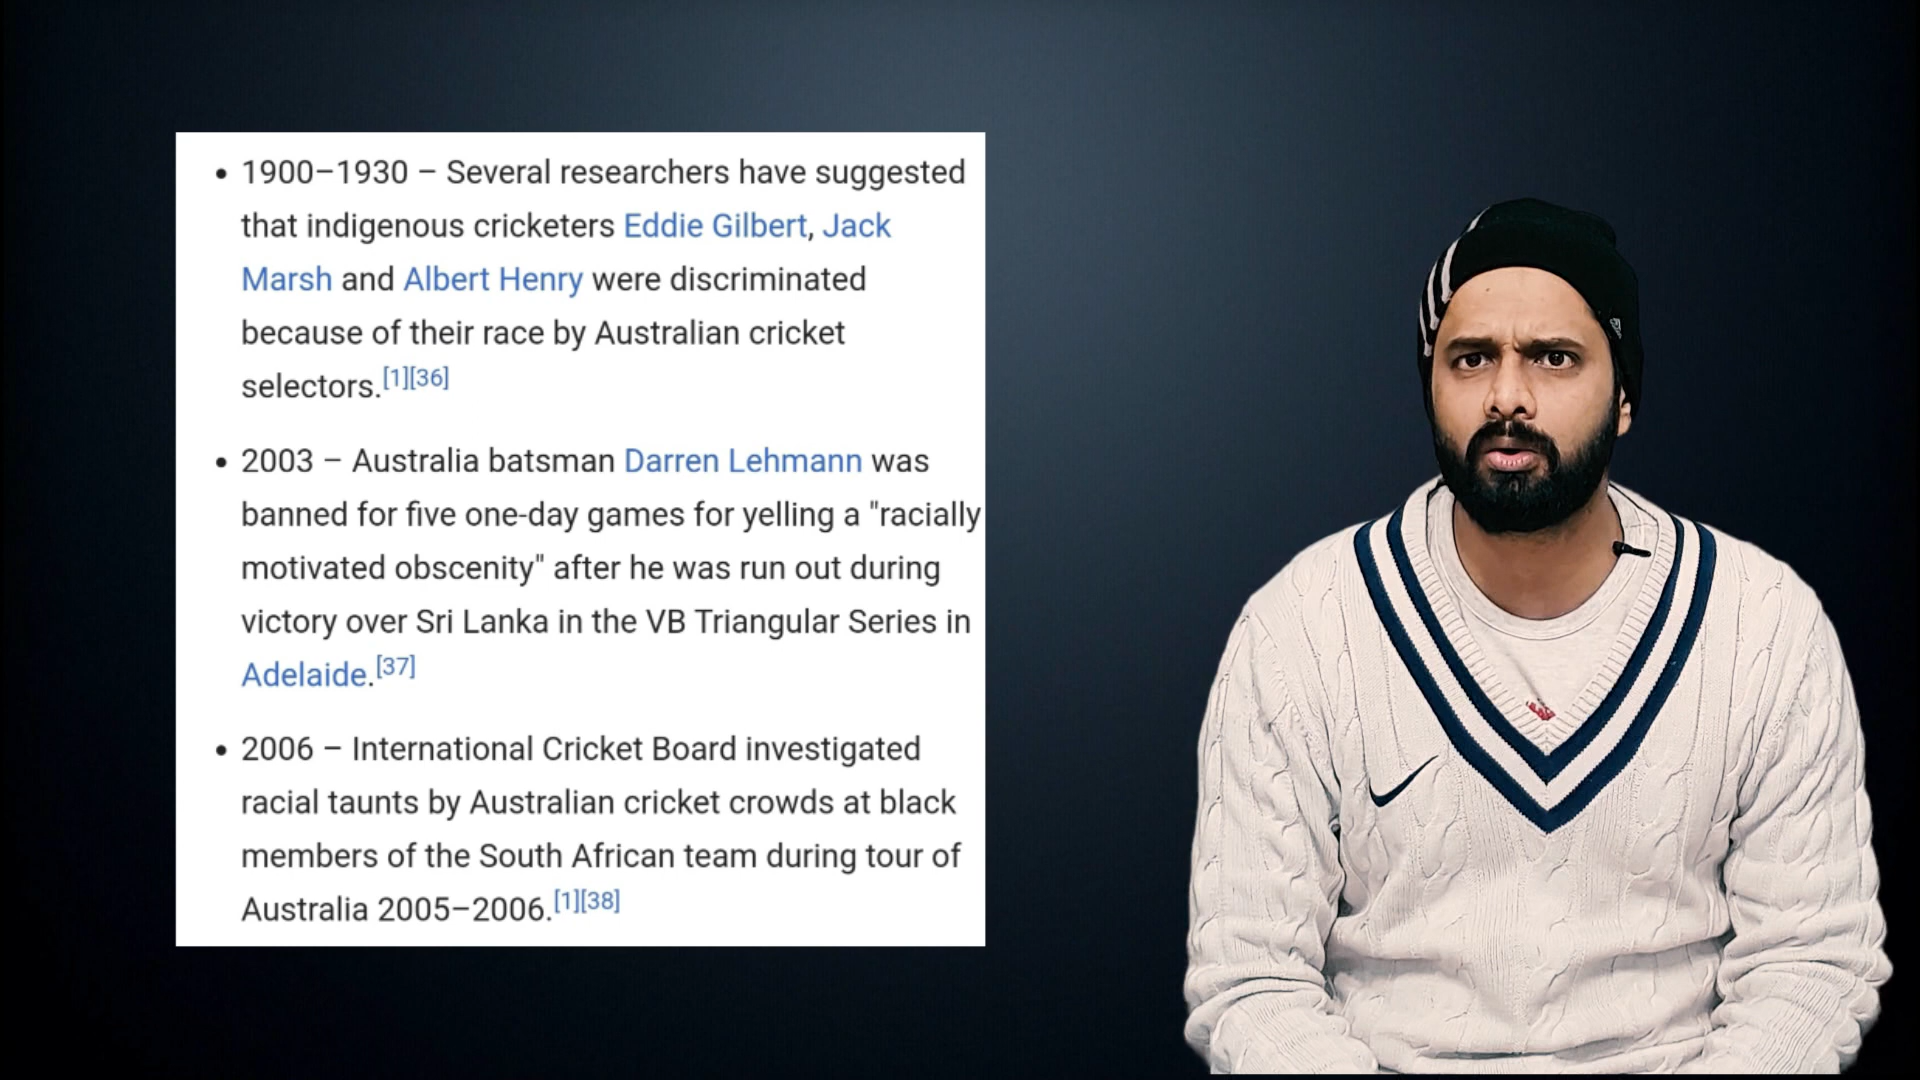 • 1900–1930 – Several researchers have suggested
that indigenous cricketers Eddie Gilbert, Jack
Marsh and Albert Henry were discriminated
because of their race by Australian cricket
selectors.[1][36]
• 2003 – Australia batsman Darren Lehmann was
banned for five one-day games for yelling a "racially
motivated obscenity" after he was run out during
victory over Sri Lanka in the VB Triangular Series in
Adelaide.[37]
• 2006 – International Cricket Board investigated
racial taunts by Australian cricket crowds at black
members of the South African team during tour of
Australia 2005–2006.[1][38]